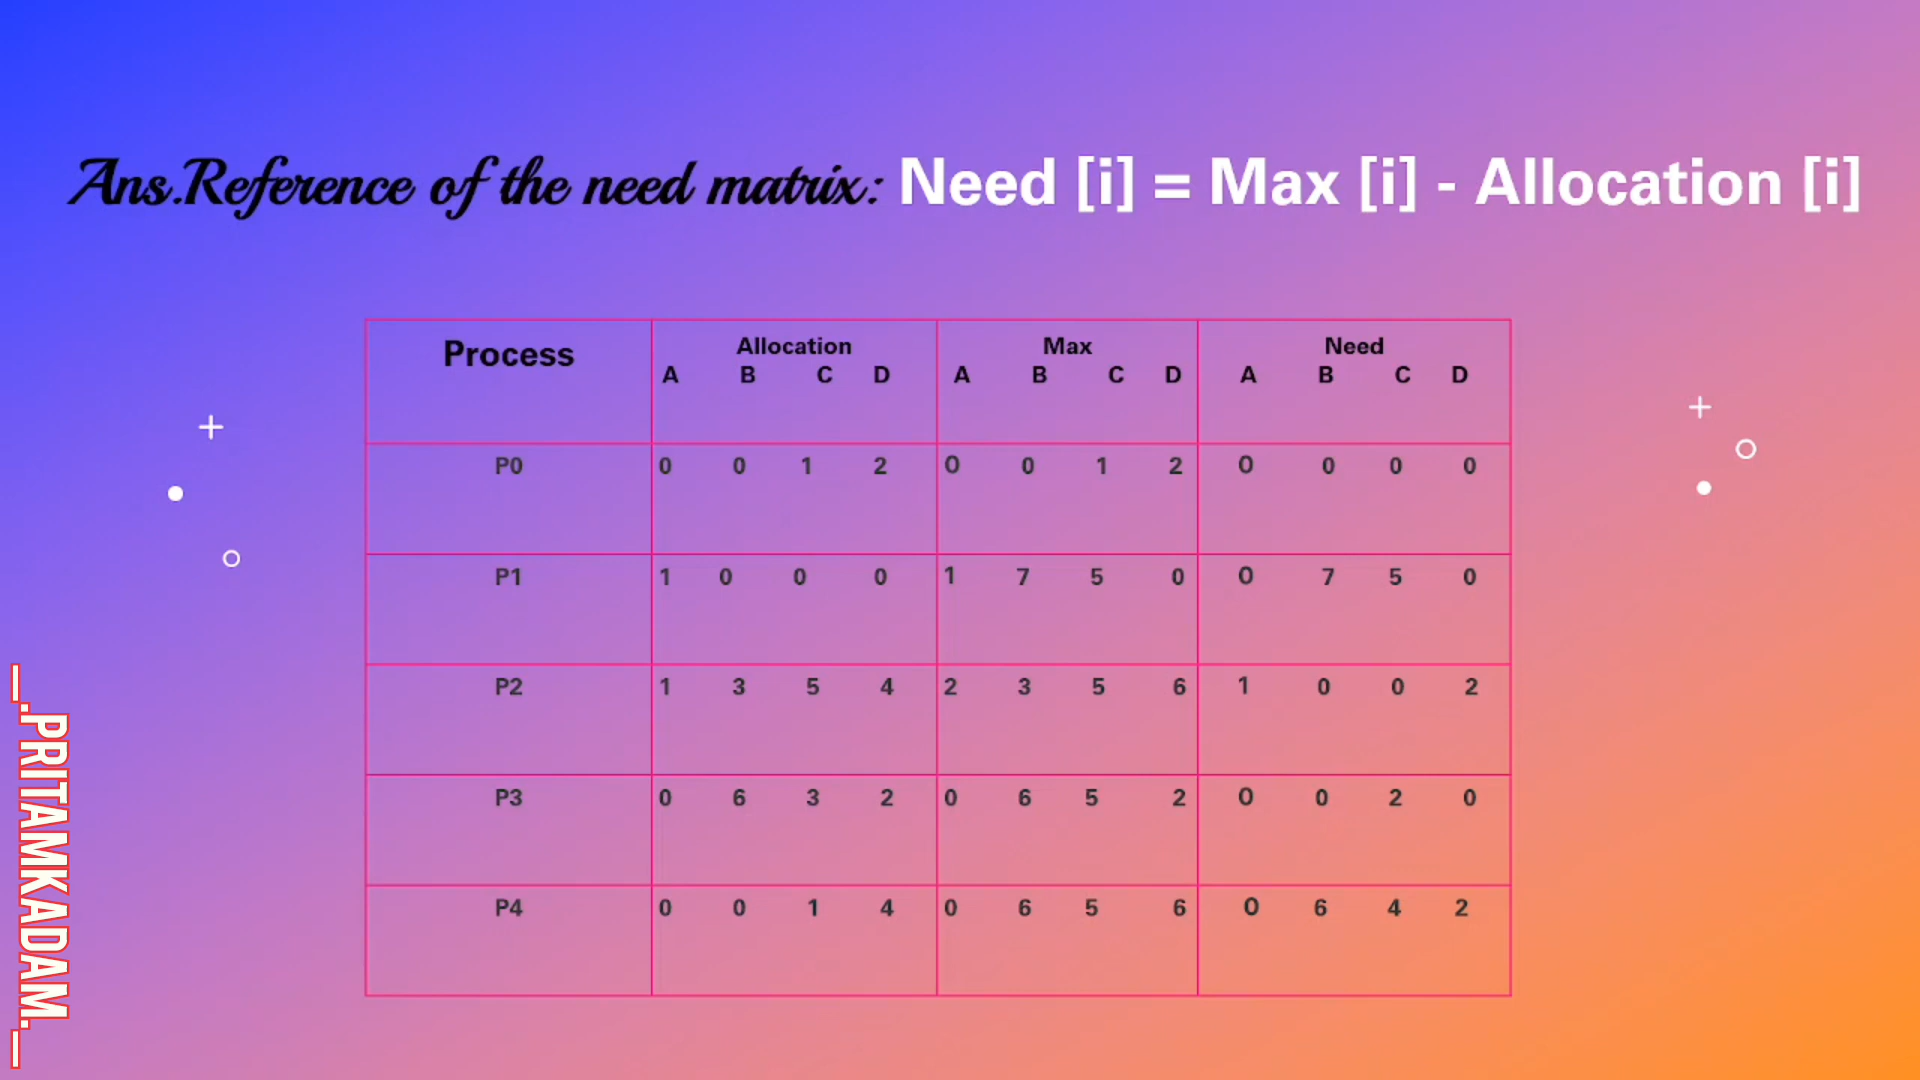 Ans.Reference of the need matrix: Need [i] = Max [i] - Allocation [i]
Process Allocation Max Need
A B C D A B C D A B C D
P0 0 0 1 2 0 0 1 2 0 0 0 0
P1 1 0 0 0 1 7 5 0 0 7 5 0
P2 1 3 5 4 2 3 5 6 1 0 0 2
P3 0 6 3 2 0 6 5 2 0 0 2 0
P4 0 0 1 4 0 6 5 6 0 6 4 2
_.PRITAMKADAM._